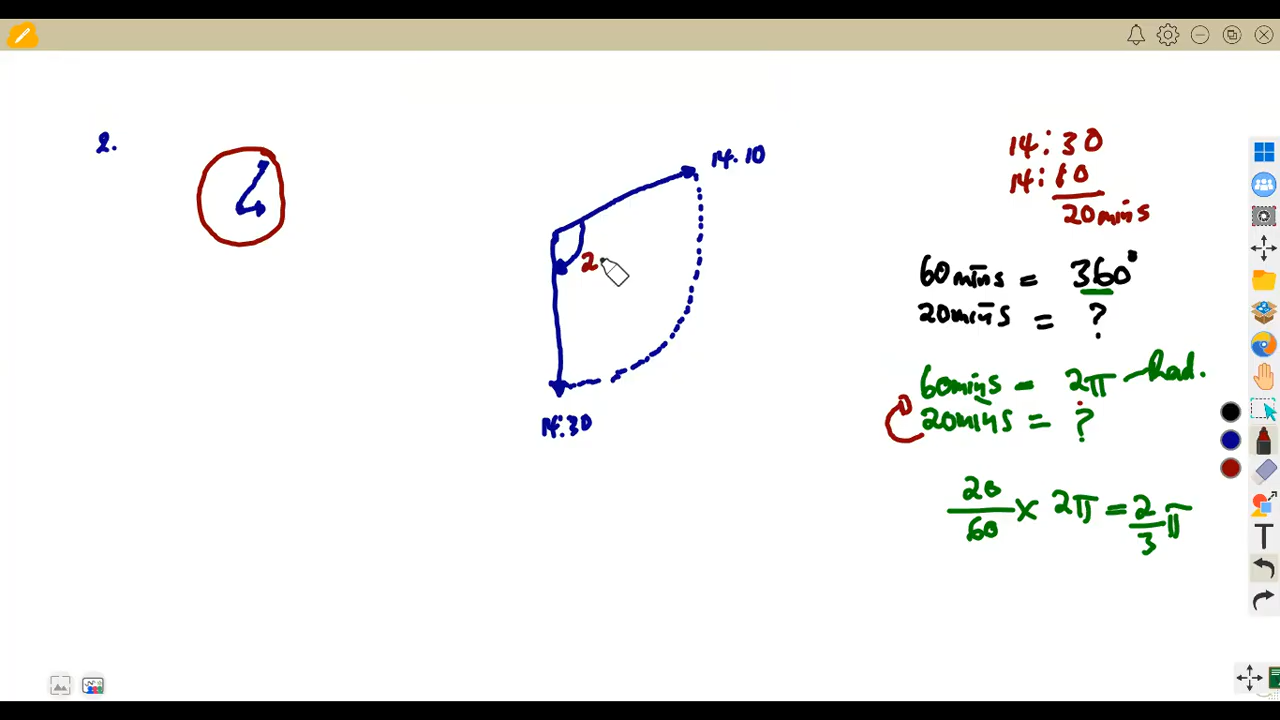 2.
14.10
2
14:30
14:30
14:10
20mins
60mins = 360°
20mins = ?
60mins = 2π Rad.
20mins = ?
20/60 × 2π = 2/3 π
T